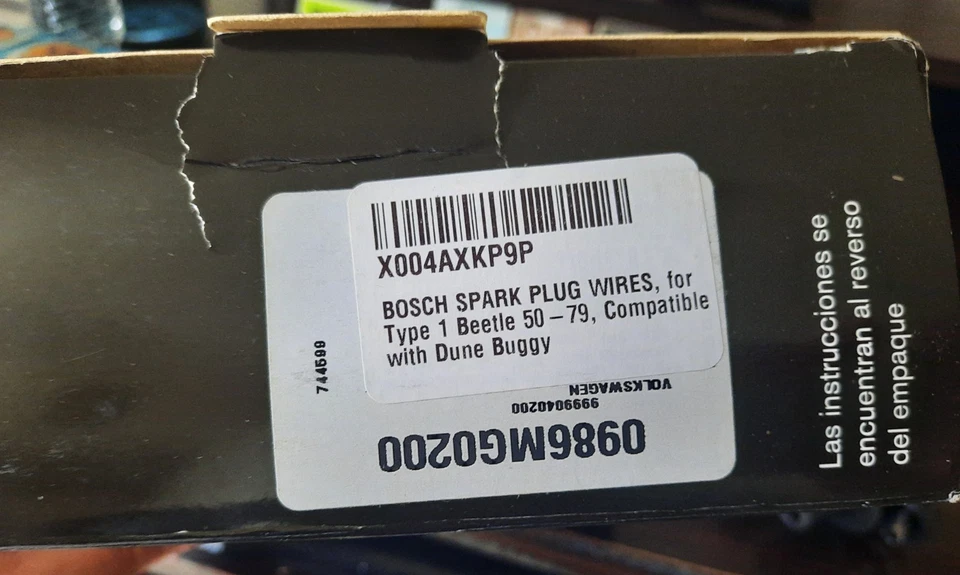 X004AXKP9P
BOSCH SPARK PLUG WIRES, for
Type 1 Beetle 50–79, Compatible
with Dune Buggy
744599
VOLKSWAGEN
9999040200
0986MG0200
Las instrucciones se
encuentran al reverso
del empaque